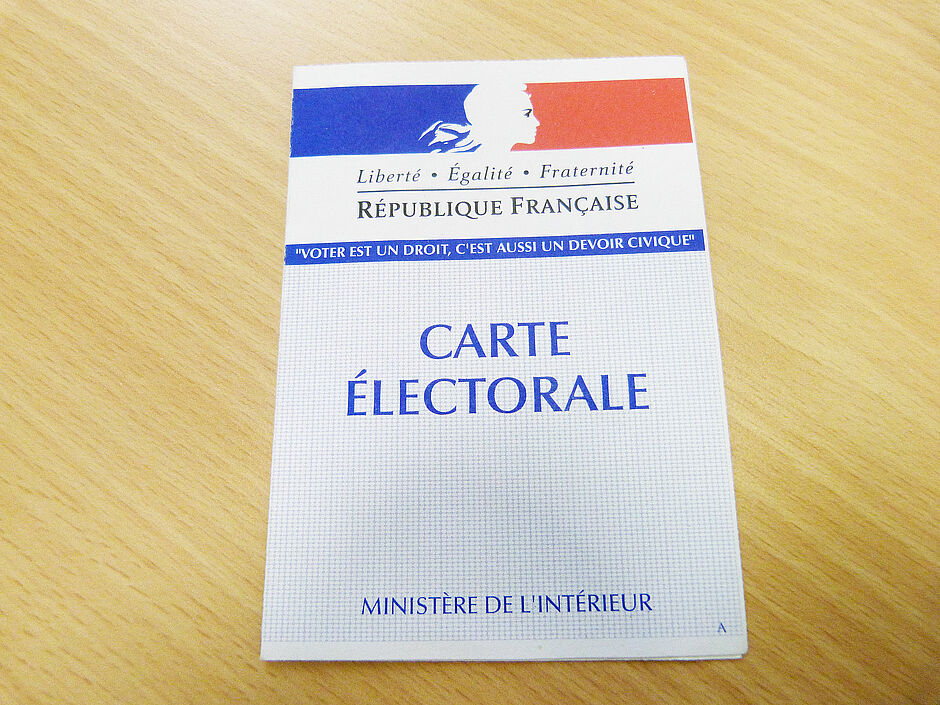 Liberté • Égalité • Fraternité
RÉPUBLIQUE FRANÇAISE
"VOTER EST UN DROIT, C'EST AUSSI UN DEVOIR CIVIQUE"
CARTE
ÉLECTORALE
MINISTÈRE DE L'INTÉRIEUR
A